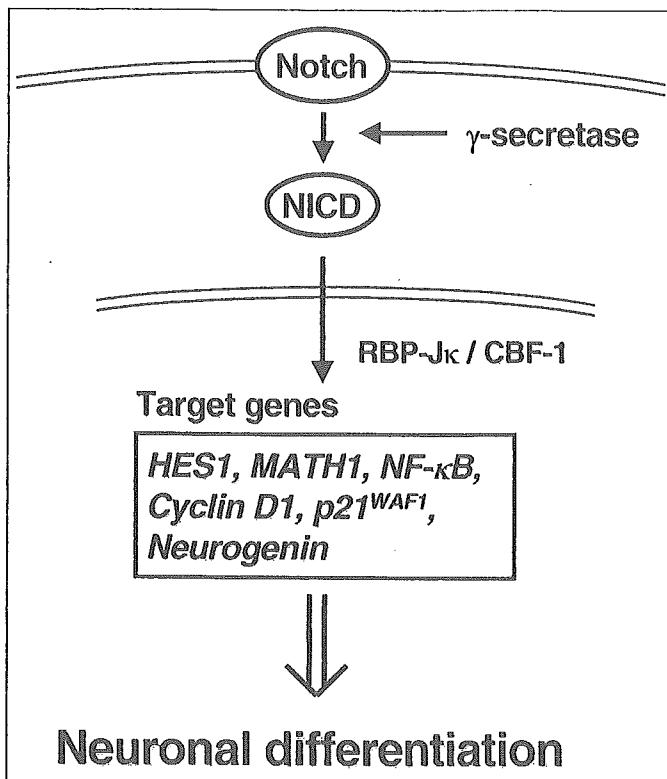 Notch
γ-secretase
NICD
RBP-Jκ / CBF-1
Target genes
HES1, MATH1, NF-κB,
Cyclin D1, p21WAF1,
Neurogenin
Neuronal differentiation